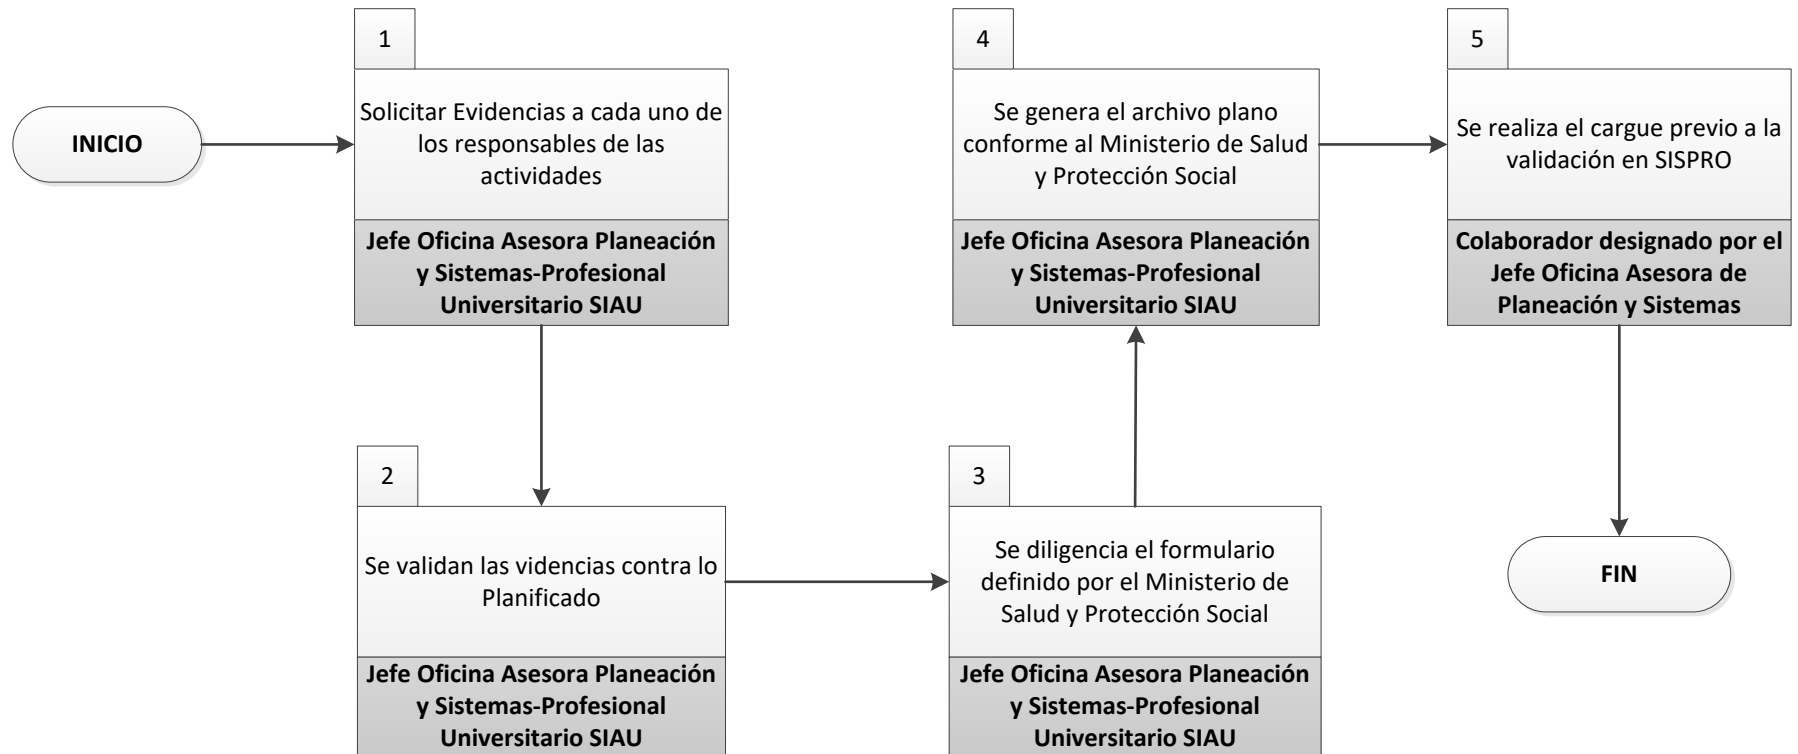 INICIO
1
Solicitar Evidencias a cada uno de
los responsables de las
actividades
Jefe Oficina Asesora Planeación
y Sistemas-Profesional
Universitario SIAU
2
Se validan las videncias contra lo
Planificado
Jefe Oficina Asesora Planeación
y Sistemas-Profesional
Universitario SIAU
3
Se diligencia el formulario
definido por el Ministerio de
Salud y Protección Social
Jefe Oficina Asesora Planeación
y Sistemas-Profesional
Universitario SIAU
4
Se genera el archivo plano
conforme al Ministerio de Salud
y Protección Social
Jefe Oficina Asesora Planeación
y Sistemas-Profesional
Universitario SIAU
5
Se realiza el cargue previo a la
validación en SISPRO
Colaborador designado por el
Jefe Oficina Asesora de
Planeación y Sistemas
FIN